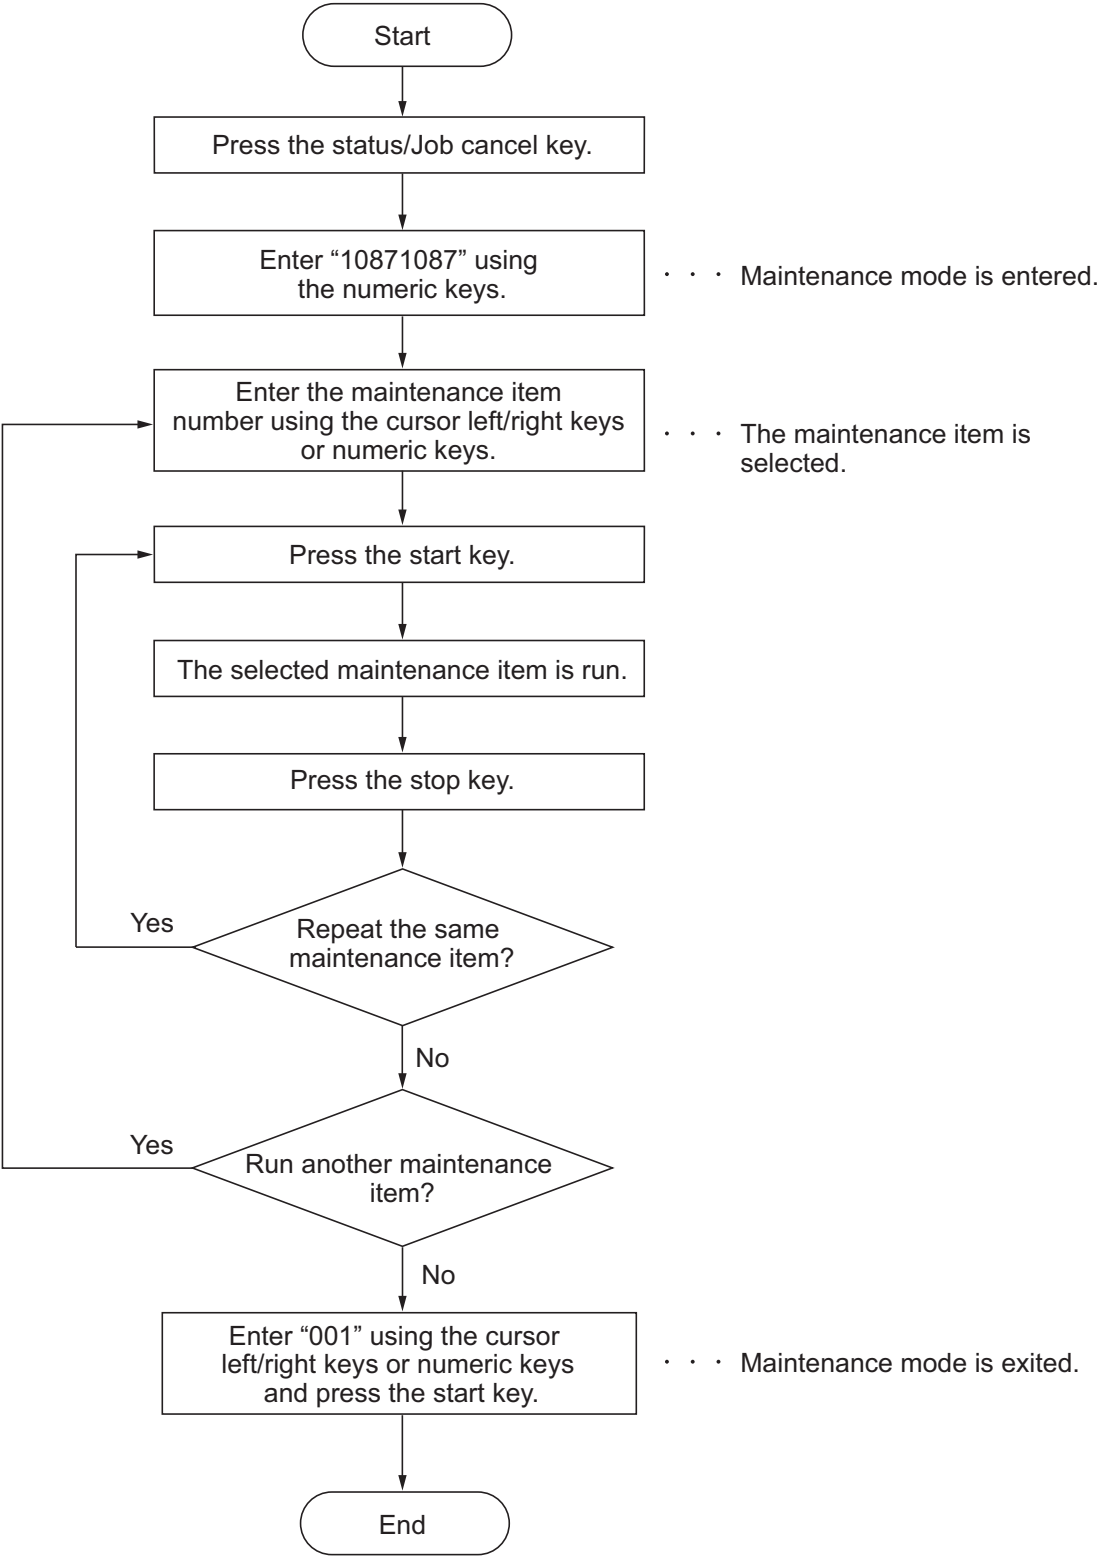 Start
Press the status/Job cancel key.
Enter “10871087” using
the numeric keys.
· · · Maintenance mode is entered.
Enter the maintenance item
number using the cursor left/right keys
or numeric keys.
· · · The maintenance item is
selected.
Press the start key.
The selected maintenance item is run.
Press the stop key.
Yes
Repeat the same
maintenance item?
No
Yes
Run another maintenance
item?
No
Enter “001” using the cursor
left/right keys or numeric keys
and press the start key.
· · · Maintenance mode is exited.
End